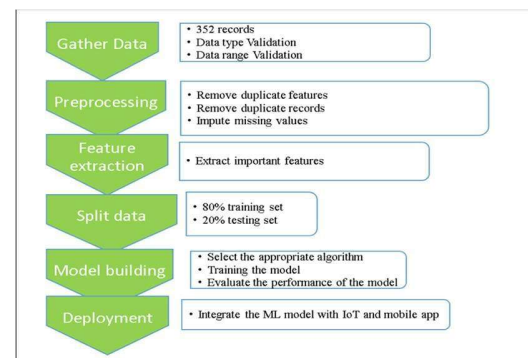 Gather Data
• 352 records
• Data type Validation
• Data range Validation
Preprocessing
• Remove duplicate features
• Remove duplicate records
• Impute missing values
Feature
extraction
• Extract important features
Split data
• 80% training set
• 20% testing set
Model building
• Select the appropriate algorithm
• Training the model
• Evaluate the performance of the model
Deployment
• Integrate the ML model with IoT and mobile app